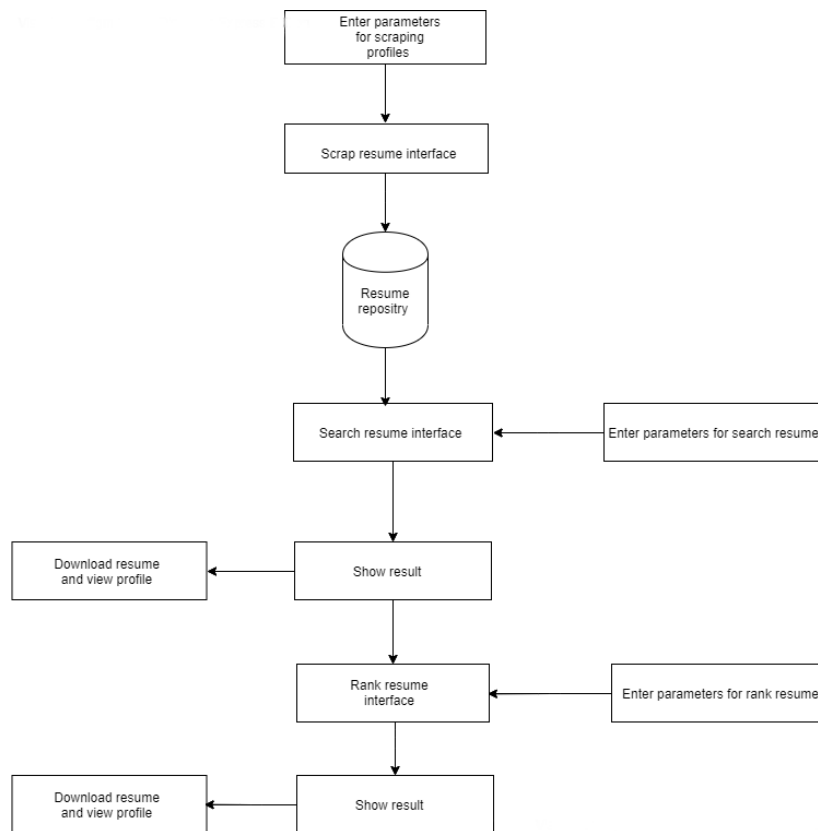 Enter parameters
for scraping
profiles
Scrap resume interface
Resume
repositry
Search resume interface
Enter parameters for search resume
Download resume
and view profile
Show result
Rank resume
interface
Enter parameters for rank resume
Download resume
and view profile
Show result